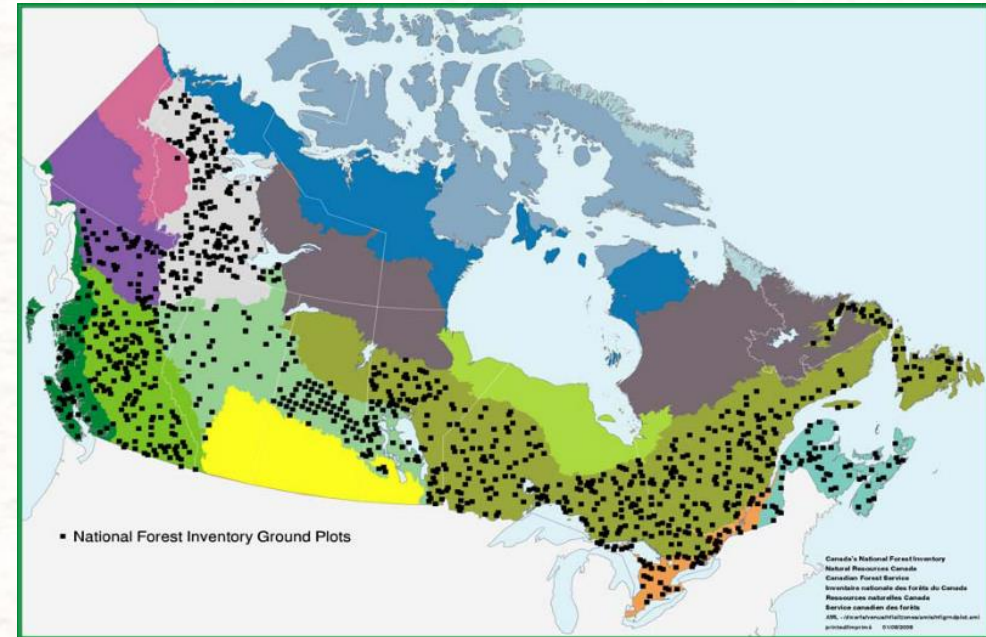 ▪ National Forest Inventory Ground Plots
Canada's National Forest Inventory
Natural Resources Canada
Canadian Forest Service
Inventaire nationale des forêts du Canada
Ressources naturelles Canada
Service canadien des forêts